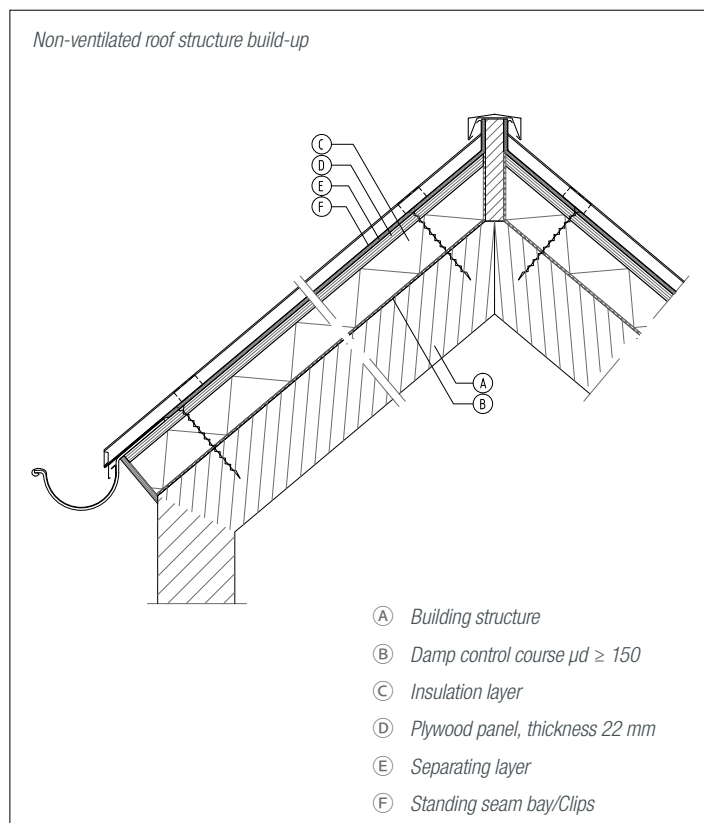 Non-ventilated roof structure build-up
C
D
E
F
A
B
A Building structure
B Damp control course µd ≥ 150
C Insulation layer
D Plywood panel, thickness 22 mm
E Separating layer
F Standing seam bay/Clips